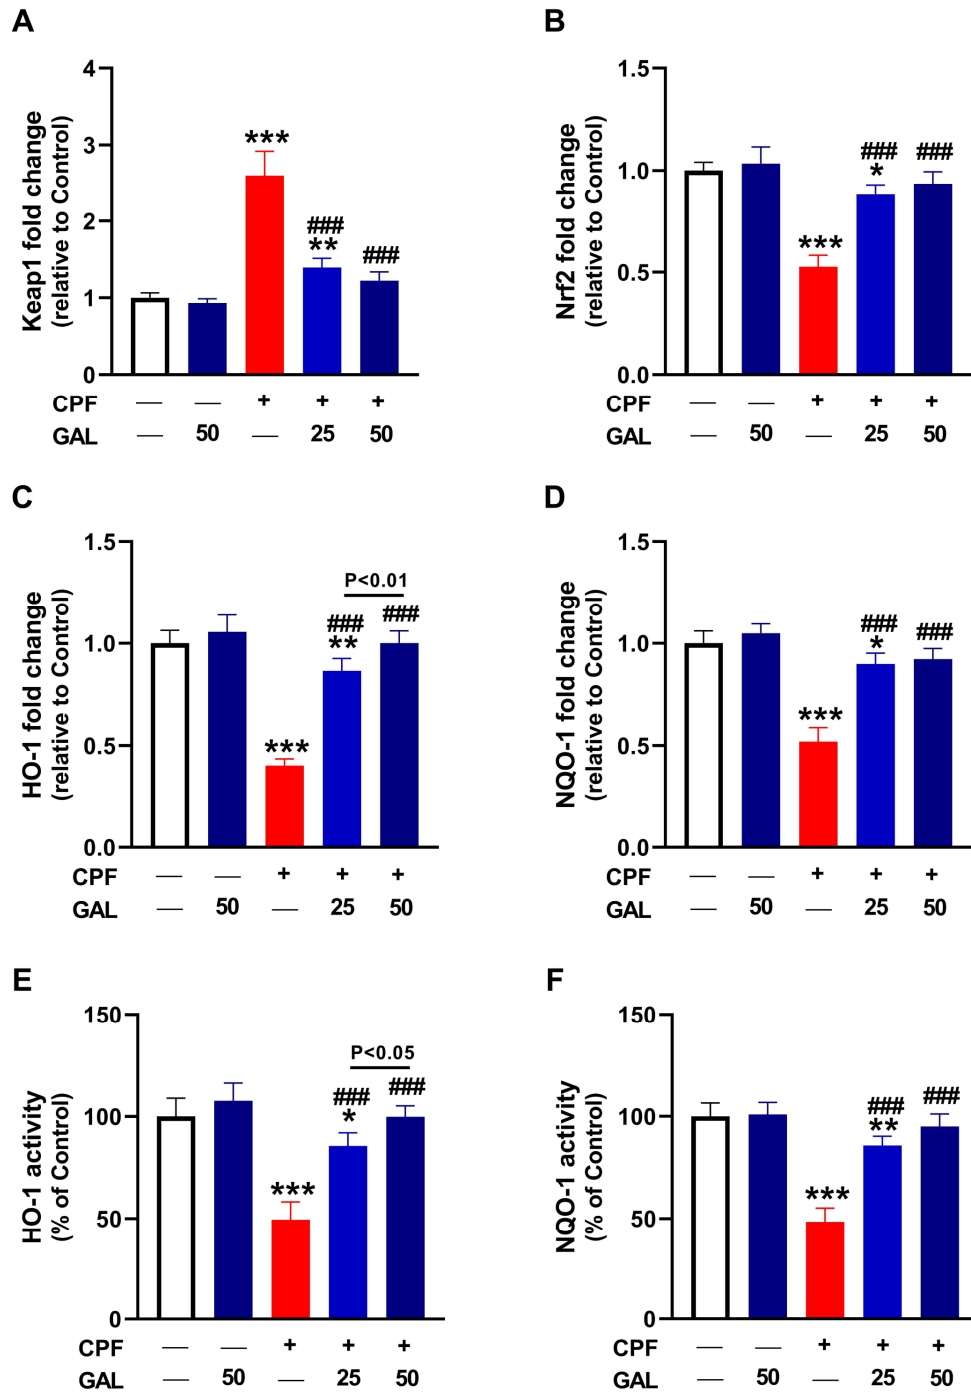 A
Keap1 fold change
(relative to Control)
4
3
2
1
0
***
###
**
###
CPF — — + + +
GAL — 50 — 25 50
B
Nrf2 fold change
(relative to Control)
1.5
1.0
0.5
0.0
***
###
*
###
CPF — — + + +
GAL — 50 — 25 50
C
HO-1 fold change
(relative to Control)
1.5
1.0
0.5
0.0
P<0.01
***
###
**
###
CPF — — + + +
GAL — 50 — 25 50
D
NQO-1 fold change
(relative to Control)
1.5
1.0
0.5
0.0
***
###
*
###
CPF — — + + +
GAL — 50 — 25 50
E
HO-1 activity
(% of Control)
150
100
50
0
P<0.05
***
###
*
###
CPF — — + + +
GAL — 50 — 25 50
F
NQO-1 activity
(% of Control)
150
100
50
0
***
###
**
###
CPF — — + + +
GAL — 50 — 25 50